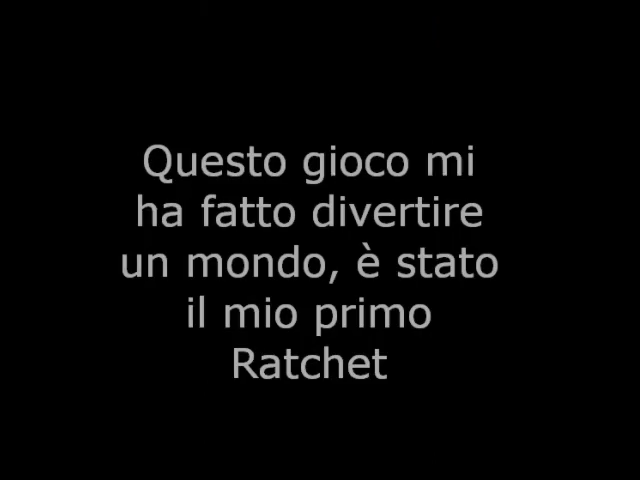 Questo gioco mi
ha fatto divertire
un mondo, è stato
il mio primo
Ratchet